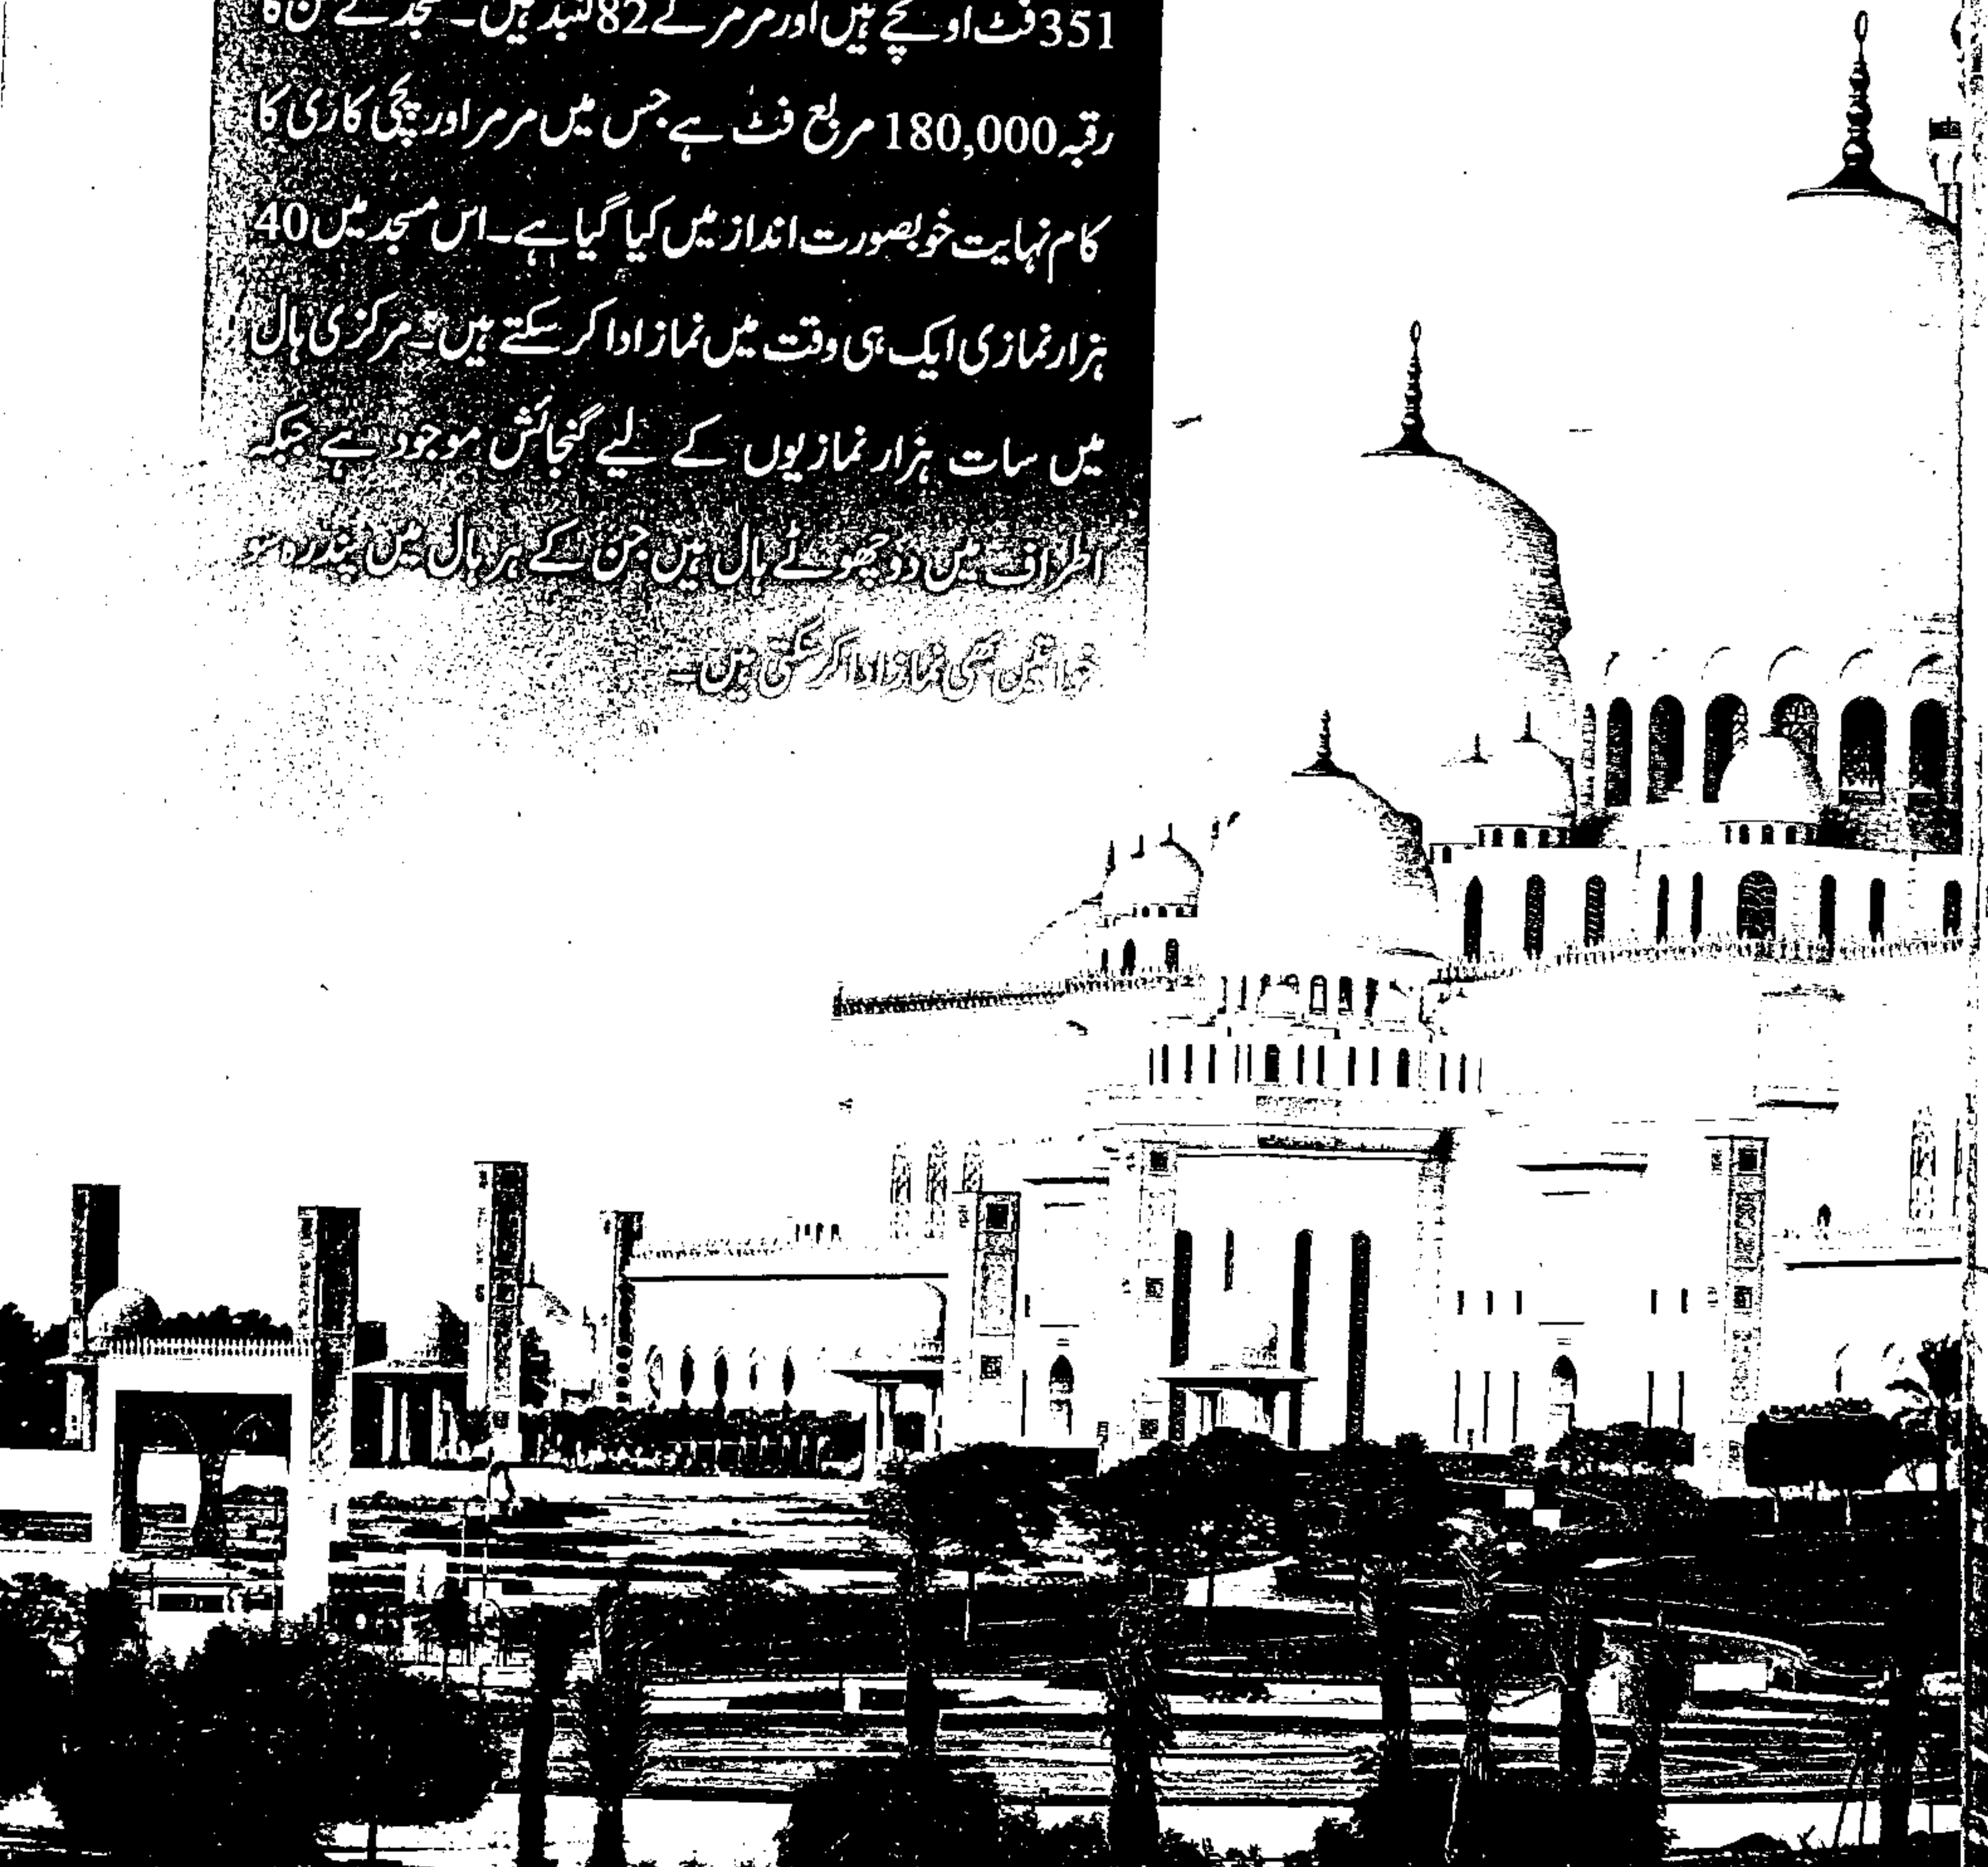 351 فٹ اونچے ہیں اور مرمر کے 82 گنبد ہیں۔ مسجد کے صحن کا
رقبہ 180,000 مربع فٹ ہے جس میں مرمر اور پچی کاری کا
کام نہایت خوبصورت انداز میں کیا گیا ہے۔ اس مسجد میں 40
ہزار نمازی ایک ہی وقت میں نماز ادا کر سکتے ہیں۔ مرکزی ہال
میں سات ہزار نمازیوں کے لیے گنجائش موجود ہے جبکہ
اطراف میں دو چھوٹے ہال ہیں جن کے ہر ہال میں پندرہ سو
خواتین بھی نماز ادا کر سکتی ہیں۔